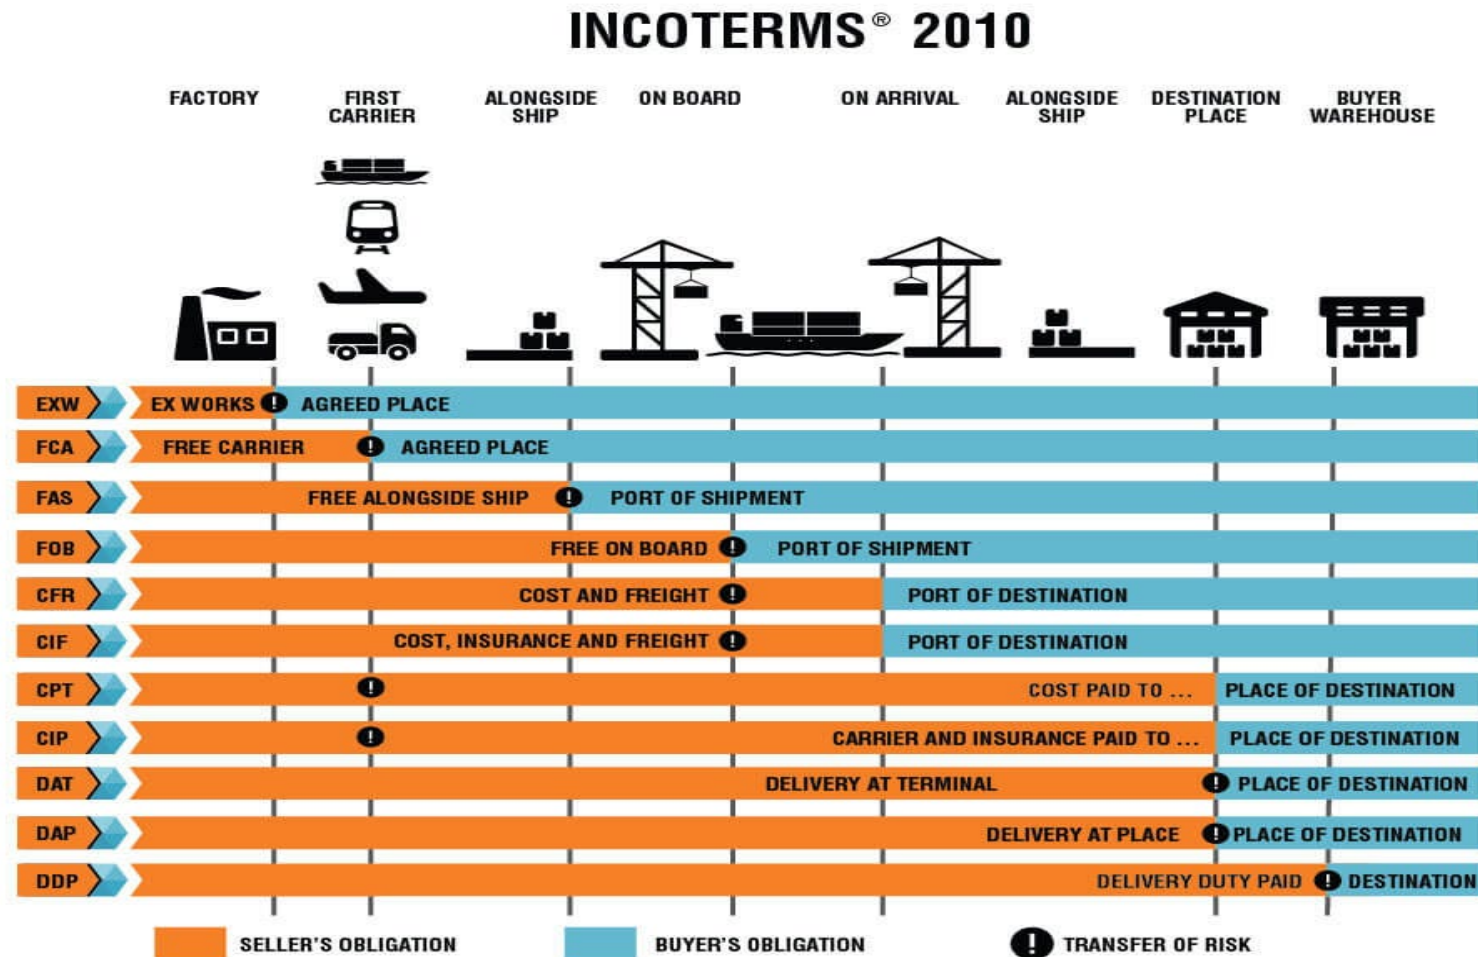 INCOTERMS® 2010
FACTORY
FIRST
CARRIER
ALONGSIDE
SHIP
ON BOARD
ON ARRIVAL
ALONGSIDE
SHIP
DESTINATION
PLACE
BUYER
WAREHOUSE
EXW EX WORKS ! AGREED PLACE
FCA FREE CARRIER ! AGREED PLACE
FAS FREE ALONGSIDE SHIP ! PORT OF SHIPMENT
FOB FREE ON BOARD ! PORT OF SHIPMENT
CFR COST AND FREIGHT ! PORT OF DESTINATION
CIF COST, INSURANCE AND FREIGHT ! PORT OF DESTINATION
CPT ! COST PAID TO ... PLACE OF DESTINATION
CIP ! CARRIER AND INSURANCE PAID TO ... PLACE OF DESTINATION
DAT DELIVERY AT TERMINAL ! PLACE OF DESTINATION
DAP DELIVERY AT PLACE ! PLACE OF DESTINATION
DDP DELIVERY DUTY PAID ! DESTINATION
SELLER'S OBLIGATION BUYER'S OBLIGATION ! TRANSFER OF RISK